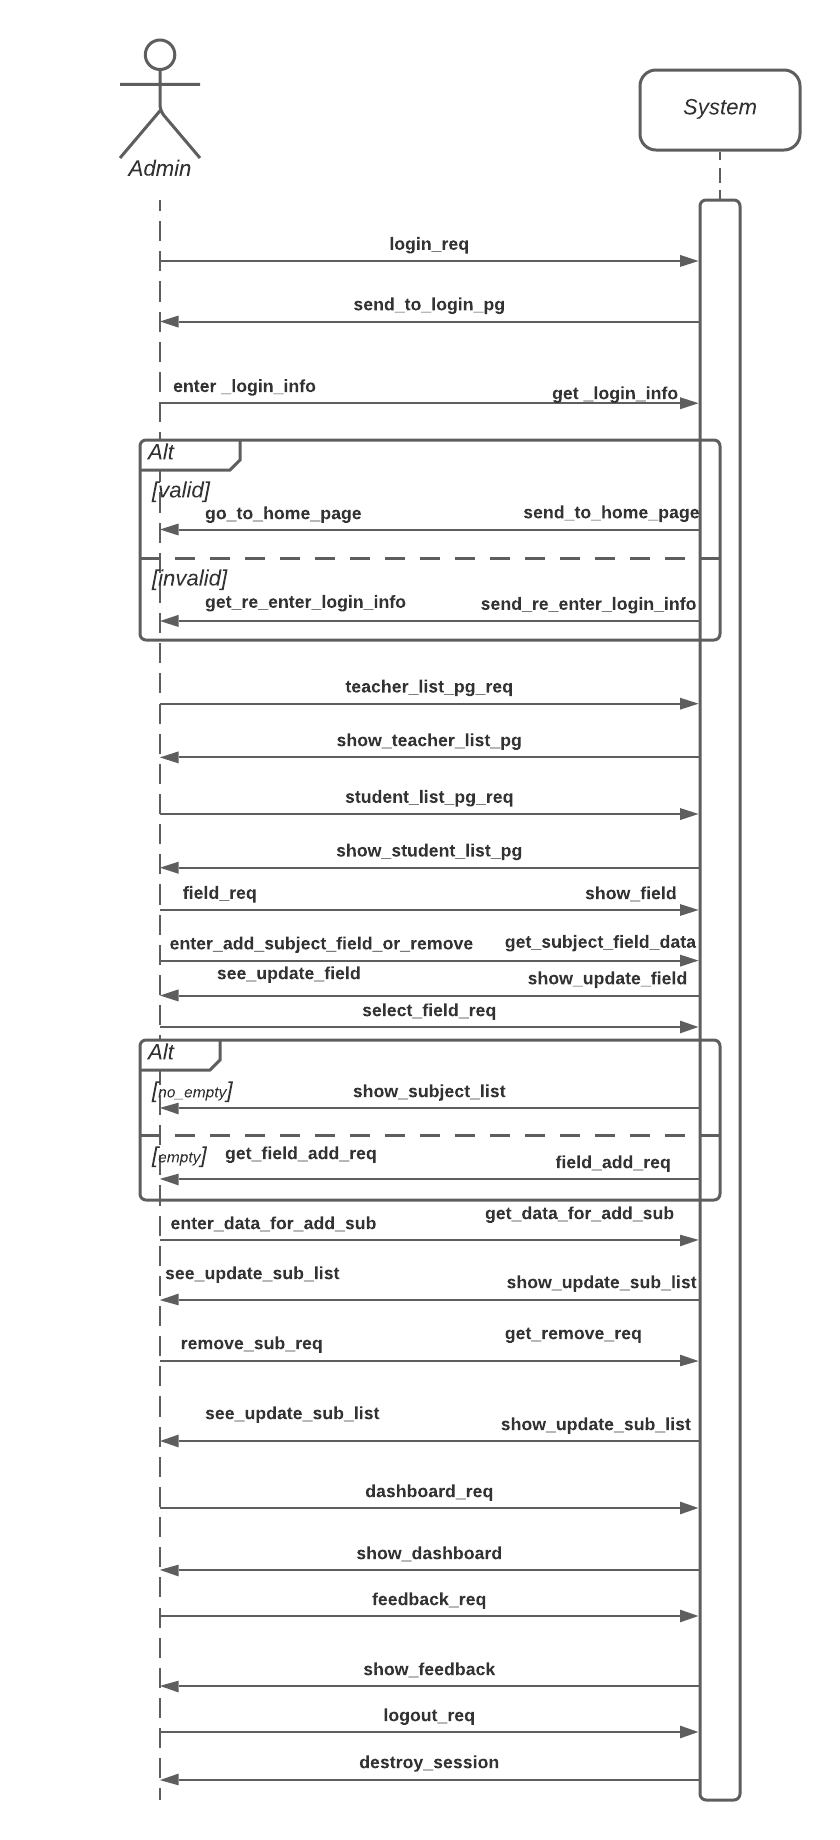 Admin
System
login_req
send_to_login_pg
enter _login_info
get _login_info
Alt
[valid]
go_to_home_page
send_to_home_page
[invalid]
get_re_enter_login_info
send_re_enter_login_info
teacher_list_pg_req
show_teacher_list_pg
student_list_pg_req
show_student_list_pg
field_req
show_field
enter_add_subject_field_or_remove
get_subject_field_data
see_update_field
show_update_field
select_field_req
Alt
[no_empty]
show_subject_list
[empty]
get_field_add_req
field_add_req
enter_data_for_add_sub
get_data_for_add_sub
see_update_sub_list
show_update_sub_list
remove_sub_req
get_remove_req
see_update_sub_list
show_update_sub_list
dashboard_req
show_dashboard
feedback_req
show_feedback
logout_req
destroy_session